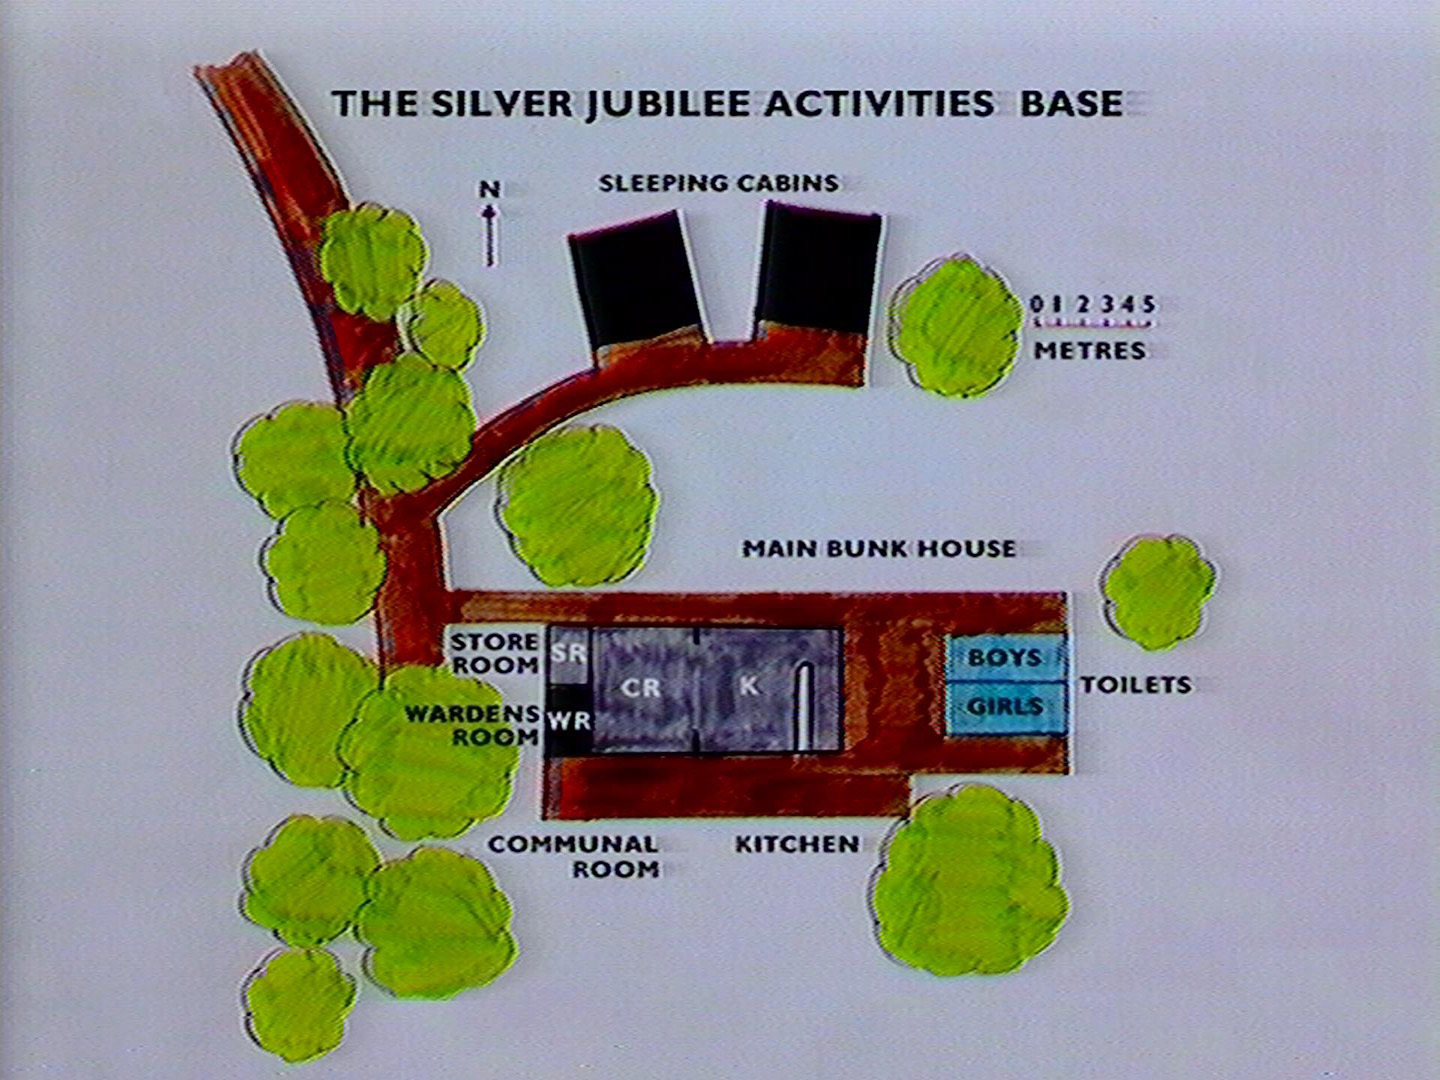 THE SILVER JUBILEE ACTIVITIES BASE
N
SLEEPING CABINS
0 1 2 3 4 5
METRES
MAIN BUNK HOUSE
STORE
ROOM
SR
CR
K
BOYS
GIRLS
TOILETS
WARDENS
ROOM
WR
COMMUNAL
ROOM
KITCHEN